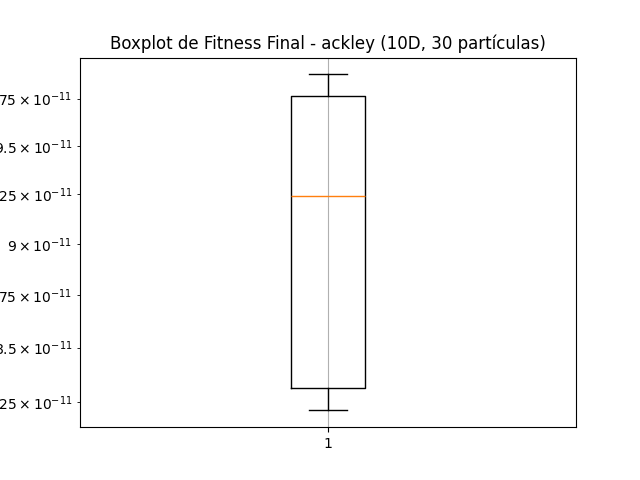 Boxplot de Fitness Final - ackley (10D, 30 partículas)
75 × 10⁻¹¹
9.5 × 10⁻¹¹
25 × 10⁻¹¹
9 × 10⁻¹¹
75 × 10⁻¹¹
8.5 × 10⁻¹¹
25 × 10⁻¹¹
1